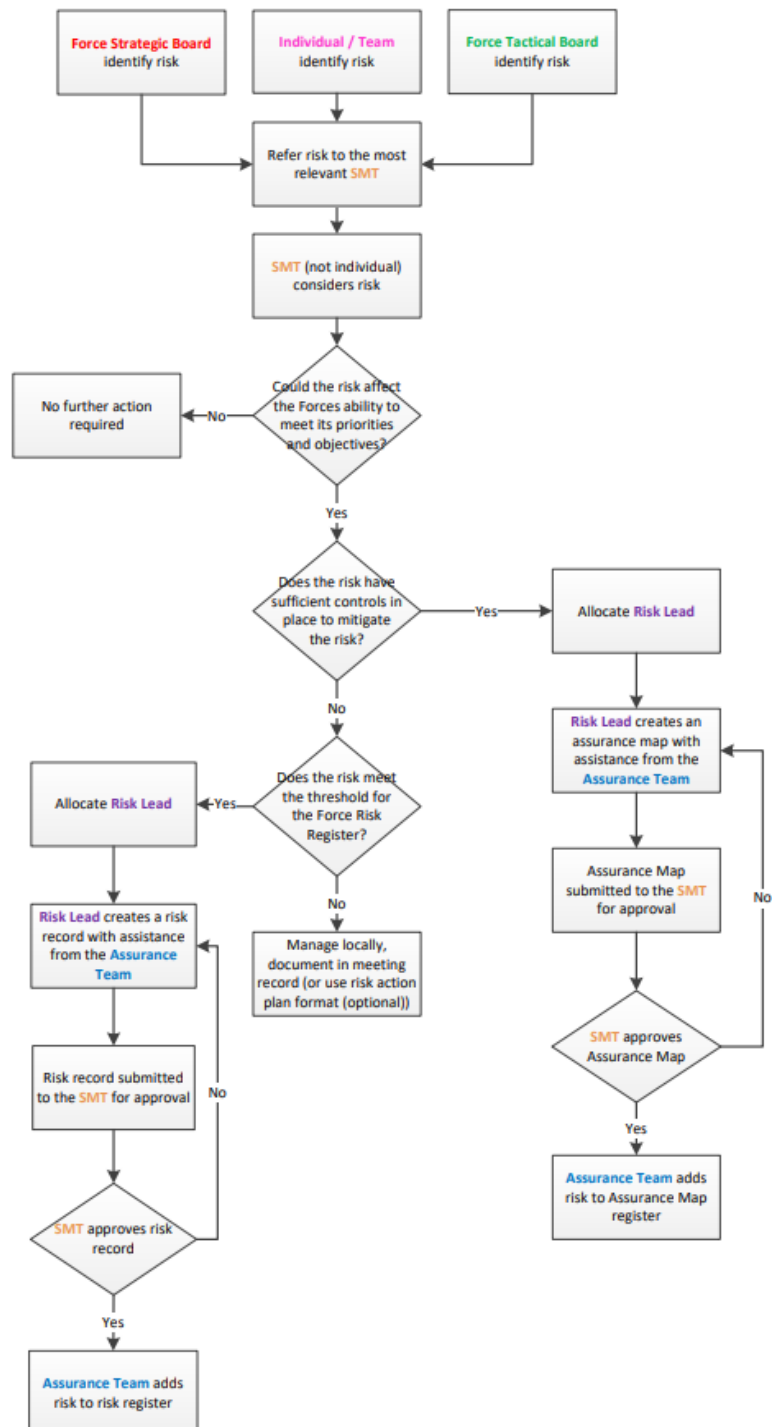 Force Strategic Board
identify risk
Individual / Team
identify risk
Force Tactical Board
identify risk
Refer risk to the most
relevant SMT
SMT (not individual)
considers risk
Could the risk affect
the Forces ability to
meet its priorities
and objectives?
No
No further action
required
Yes
Does the risk have
sufficient controls in
place to mitigate
the risk?
Yes
Allocate Risk Lead
No
Risk Lead creates an
assurance map with
assistance from the
Assurance Team
Does the risk meet
the threshold for
the Force Risk
Register?
Yes
Allocate Risk Lead
Assurance Map
submitted to the SMT
for approval
No
No
Risk Lead creates a risk
record with assistance
from the Assurance
Team
Manage locally,
document in meeting
record (or use risk action
plan format (optional))
SMT approves
Assurance Map
Risk record submitted
to the SMT for approval
No
Yes
Assurance Team adds
risk to Assurance Map
register
SMT approves risk
record
Yes
Assurance Team adds
risk to risk register